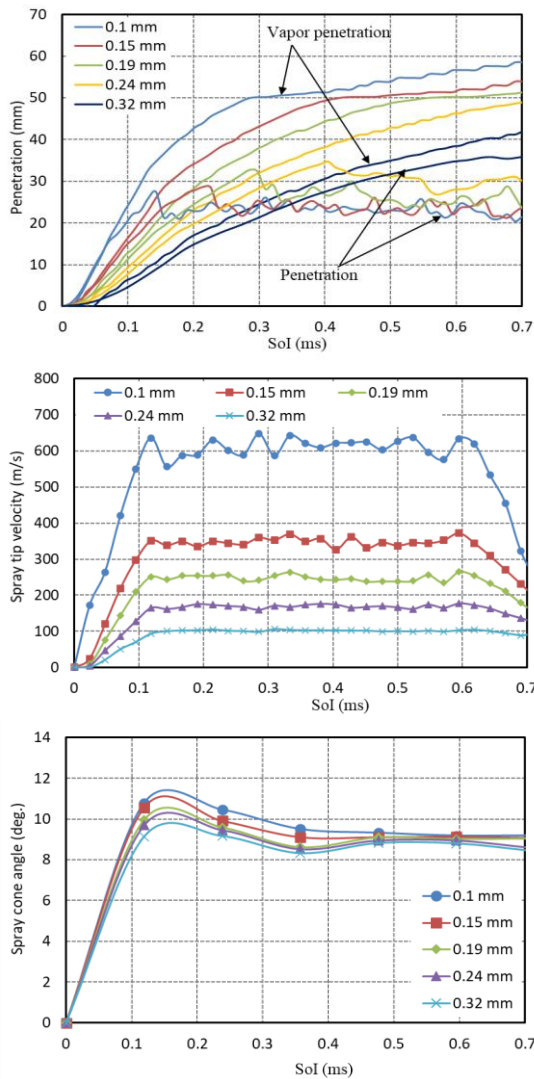 70
60
50
40
30
20
10
0
Penetration (mm)
0.1 mm
0.15 mm
0.19 mm
0.24 mm
0.32 mm
Vapor penetration
Penetration
0 0.1 0.2 0.3 0.4 0.5 0.6 0.7
SoI (ms)
800
700
600
500
400
300
200
100
0
Spray tip velocity (m/s)
0.1 mm 0.15 mm 0.19 mm
0.24 mm 0.32 mm
0 0.1 0.2 0.3 0.4 0.5 0.6 0.7
SoI (ms)
14
12
10
8
6
4
2
0
Spray cone angle (deg.)
0.1 mm
0.15 mm
0.19 mm
0.24 mm
0.32 mm
0 0.1 0.2 0.3 0.4 0.5 0.6 0.7
SoI (ms)